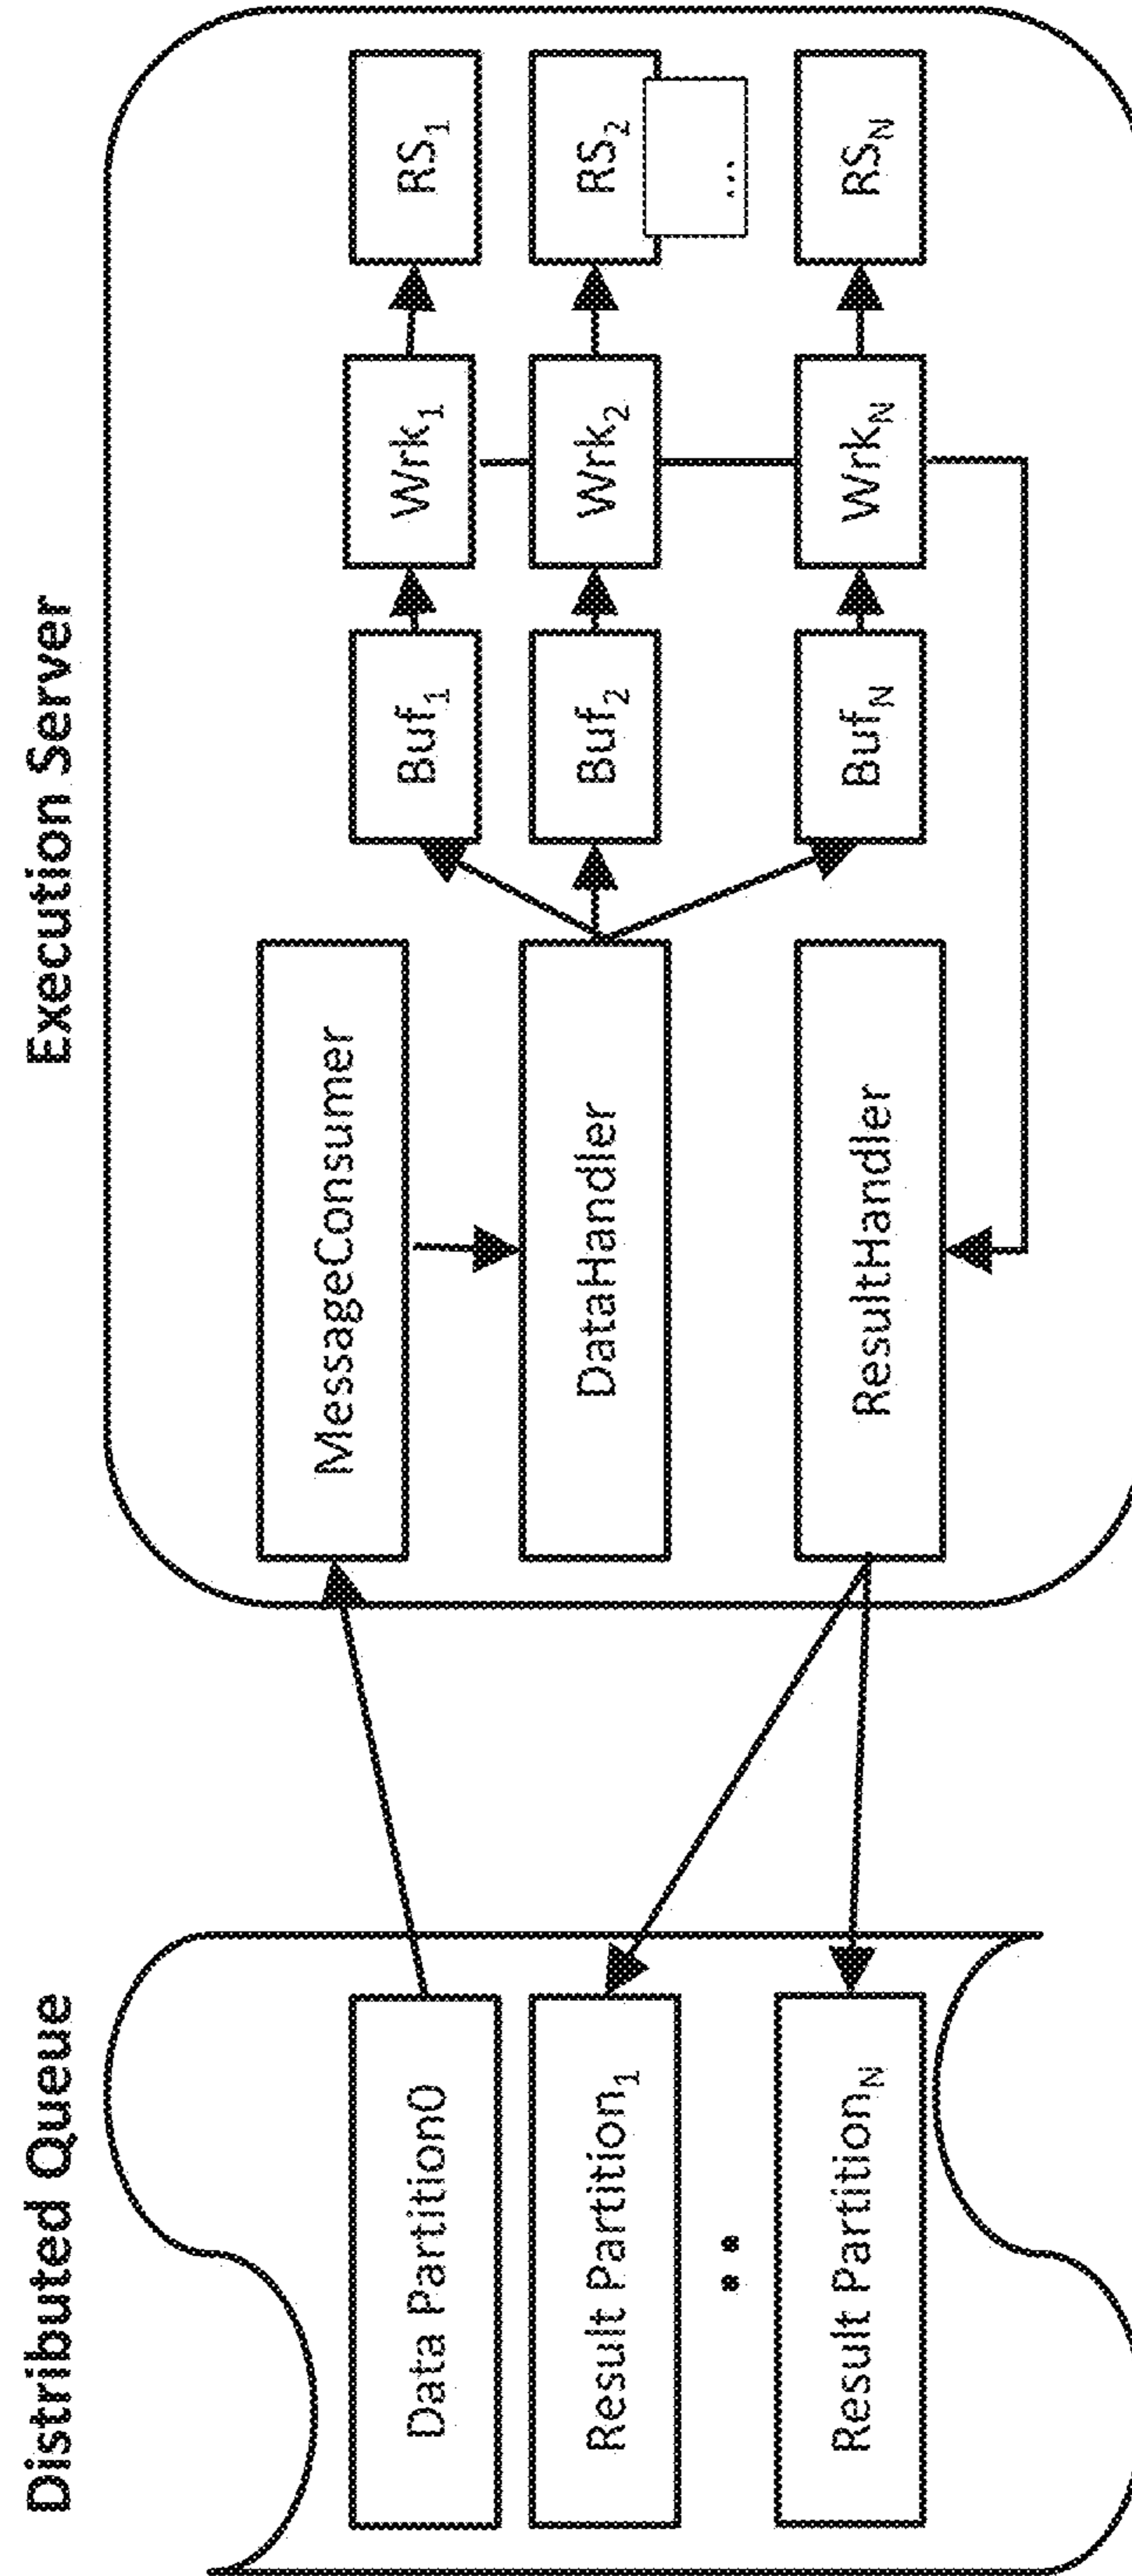 Distributed Queue
Data Partition0
Result Partition1
..
Result PartitionN
Execution Server
MessageConsumer
DataHandler
ResultHandler
Buf1
Buf2
BufN
Wrk1
Wrk2
WrkN
RS1
RS2
...
RSN